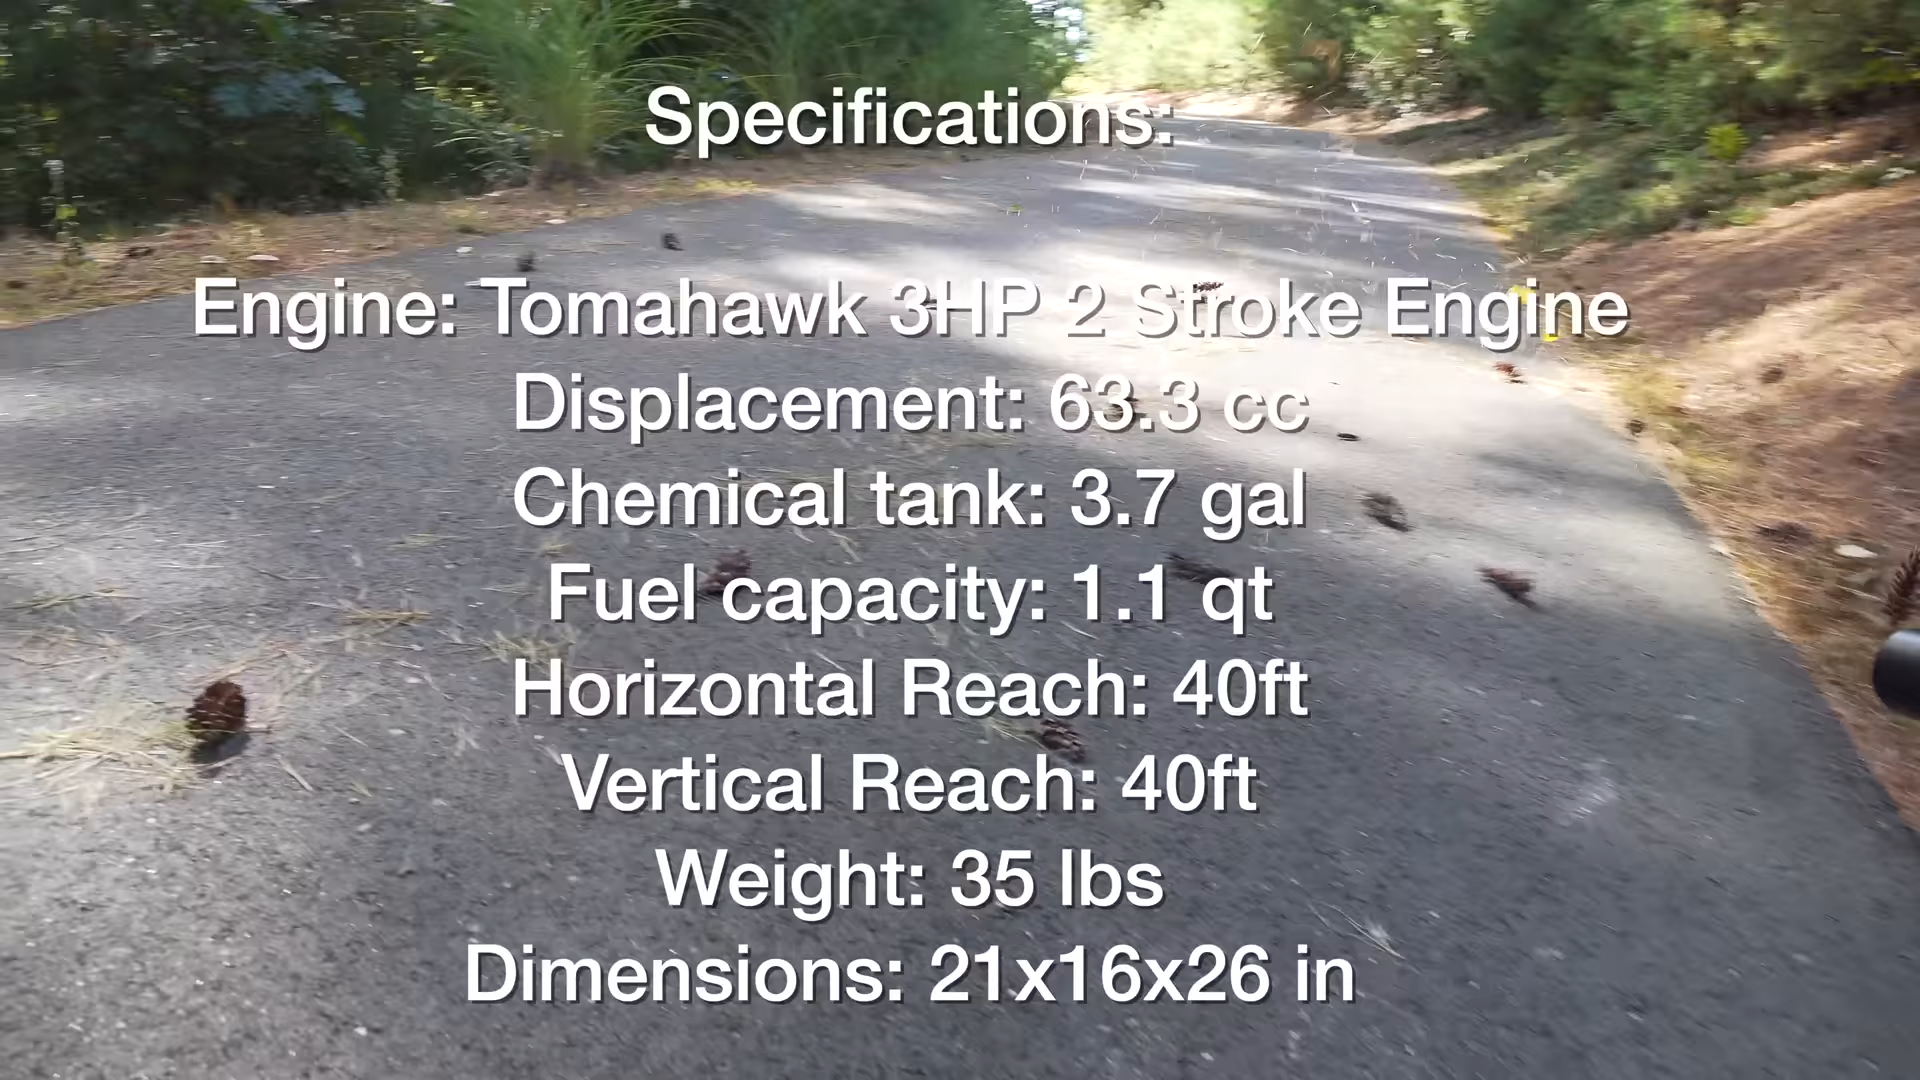 Specifications:
Engine: Tomahawk 3HP 2 Stroke Engine
Displacement: 63.3 cc
Chemical tank: 3.7 gal
Fuel capacity: 1.1 qt
Horizontal Reach: 40ft
Vertical Reach: 40ft
Weight: 35 lbs
Dimensions: 21x16x26 in